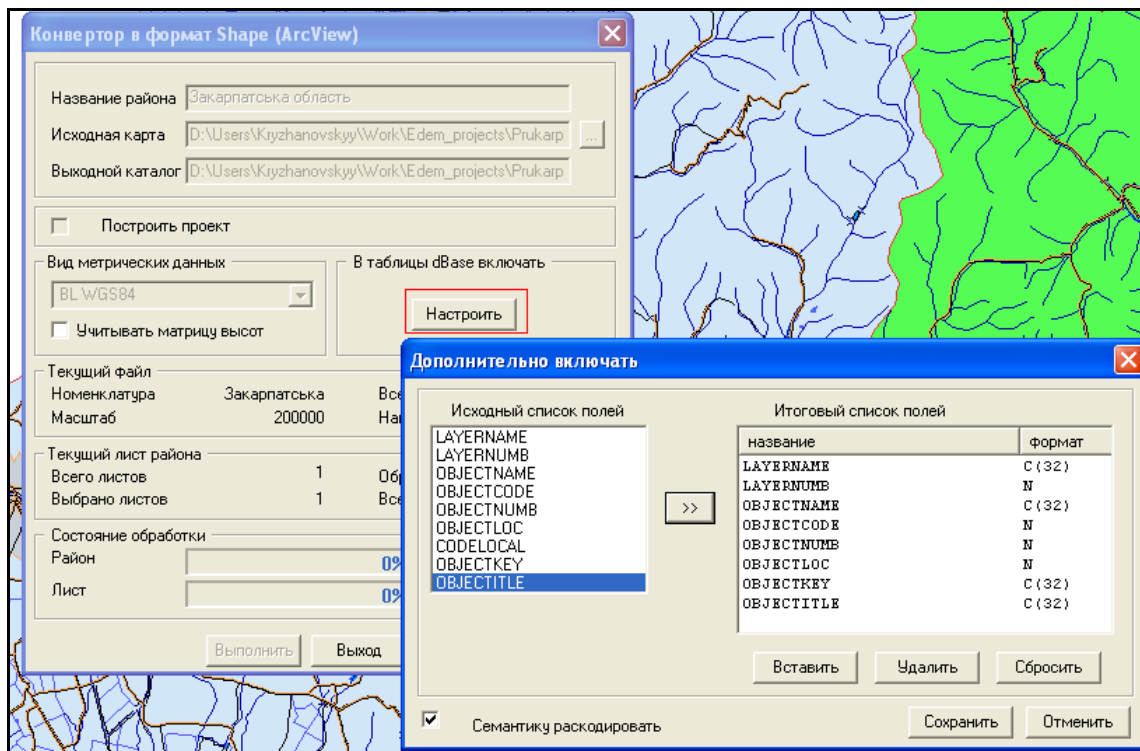 Конвертор в формат Shape (ArcView)
Название района Закарпатська область
Исходная карта D:\Users\Kryzhanovskyy\Work\Edem_projects\Prukarp ...
Выходной каталог D:\Users\Kryzhanovskyy\Work\Edem_projects\Prukarp
Построить проект
Вид метрических данных
BL WGS84
Учитывать матрицу высот
В таблицы dBase включать
Настроить
Текущий файл
Номенклатура Закарпатська Все
Масштаб 200000
Текущий лист района
Всего листов 1
Выбрано листов 1 Все
Состояние обработки
Район 0%
Лист 0%
Выполнить Выход
Дополнительно включать
Исходный список полей
LAYERNAME
LAYERNUMB
OBJECTNAME
OBJECTCODE
OBJECTNUMB
OBJECTLOC
CODELOCAL
OBJECTKEY
OBJECTITLE
>>
Итоговый список полей
название формат
LAYERNAME C(32)
LAYERNUMB N
OBJECTNAME C(32)
OBJECTCODE N
OBJECTNUMB N
OBJECTLOC N
OBJECTKEY C(32)
OBJECTITLE C(32)
Вставить Удалить Сбросить
Семантику раскодировать
Сохранить Отменить